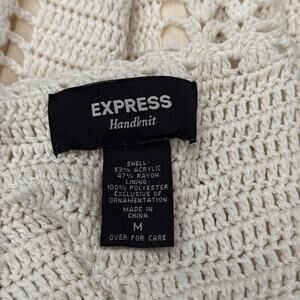 EXPRESS
Handknit
SHELL:
53% ACRYLIC
47% RAYON
LINING:
100% POLYESTER
EXCLUSIVE OF
ORNAMENTATION
MADE IN
CHINA
M
OVER FOR CARE